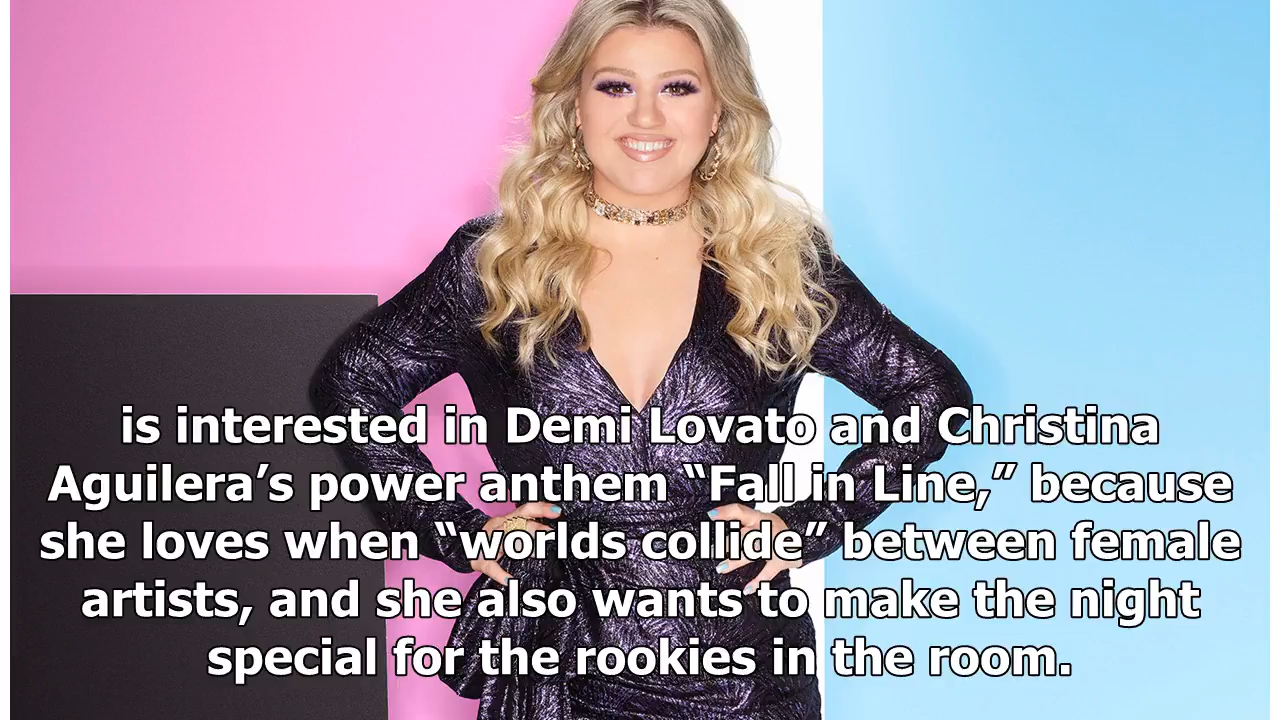 is interested in Demi Lovato and Christina
Aguilera’s power anthem “Fall in Line,” because
she loves when “worlds collide” between female
artists, and she also wants to make the night
special for the rookies in the room.